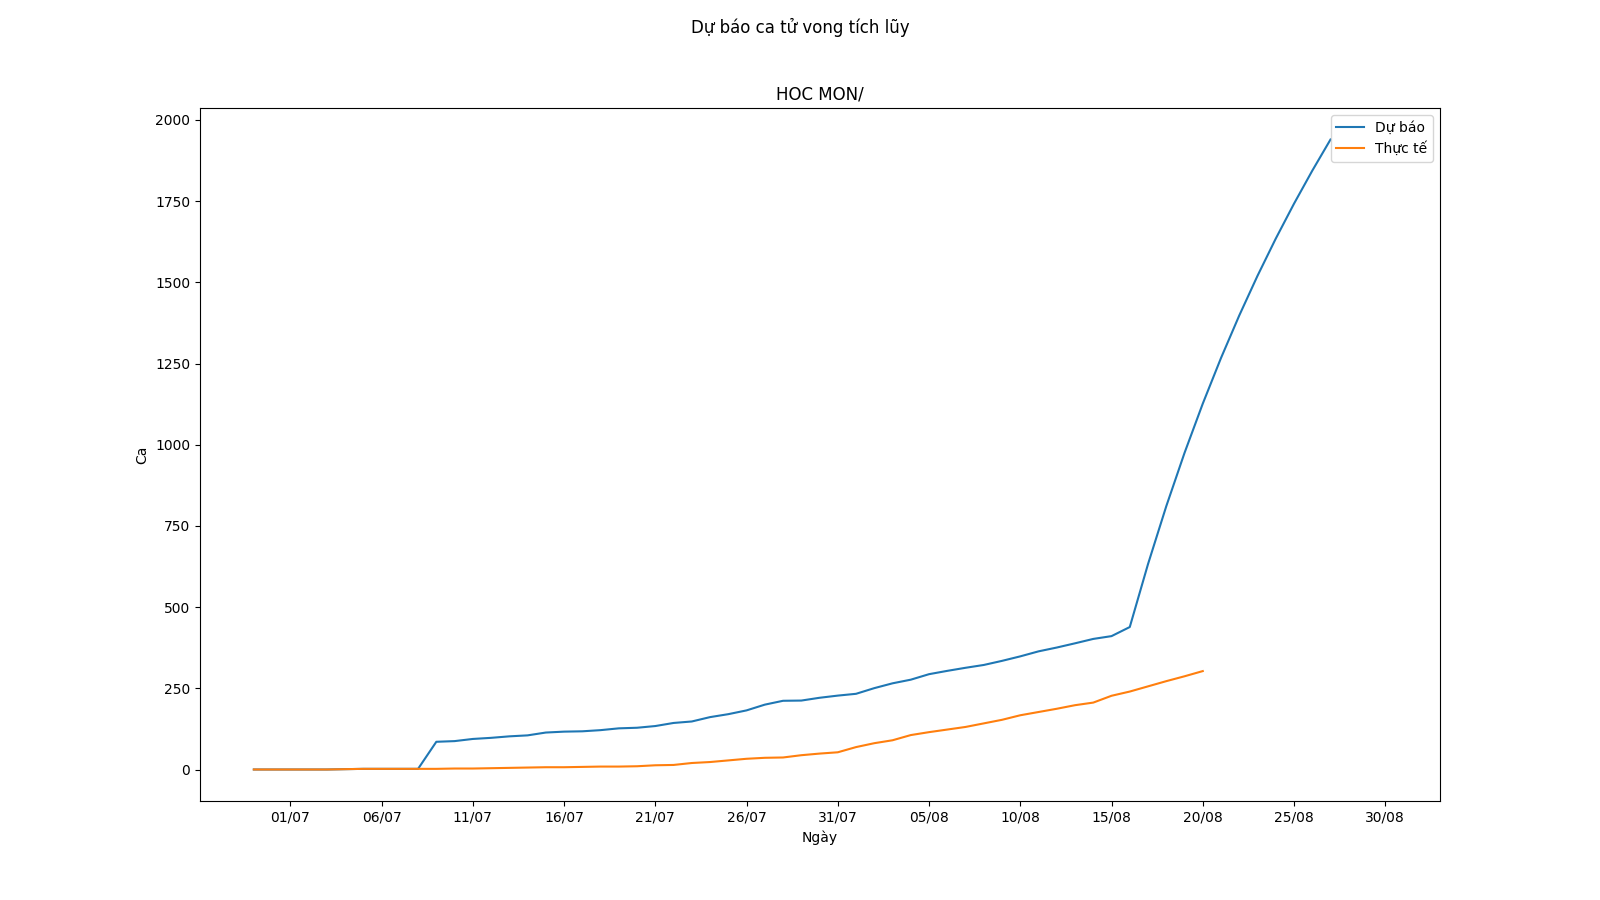 Dự báo ca tử vong tích lũy
HOC MON/
2000
1750
1500
1250
1000
750
500
250
0
Ca
Dự báo
Thực tế
01/07 06/07 11/07 16/07 21/07 26/07 31/07 05/08 10/08 15/08 20/08 25/08 30/08
Ngày